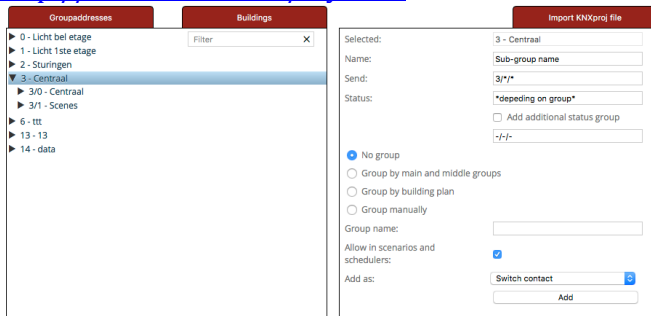 Groupaddresses
Buildings
Import KNXproj file
0 - Licht bel etage
Filter
1 - Licht 1ste etage
2 - Sturingen
3 - Centraal
3/0 - Centraal
3/1 - Scenes
6 - ttt
13 - 13
14 - data
Selected:
3 - Centraal
Name:
Sub-group name
Send:
3/*/*
Status:
*depeding on group*
Add additional status group
-/-/-
No group
Group by main and middle groups
Group by building plan
Group manually
Group name:
Allow in scenarios and
schedulers:
Add as:
Switch contact
Add